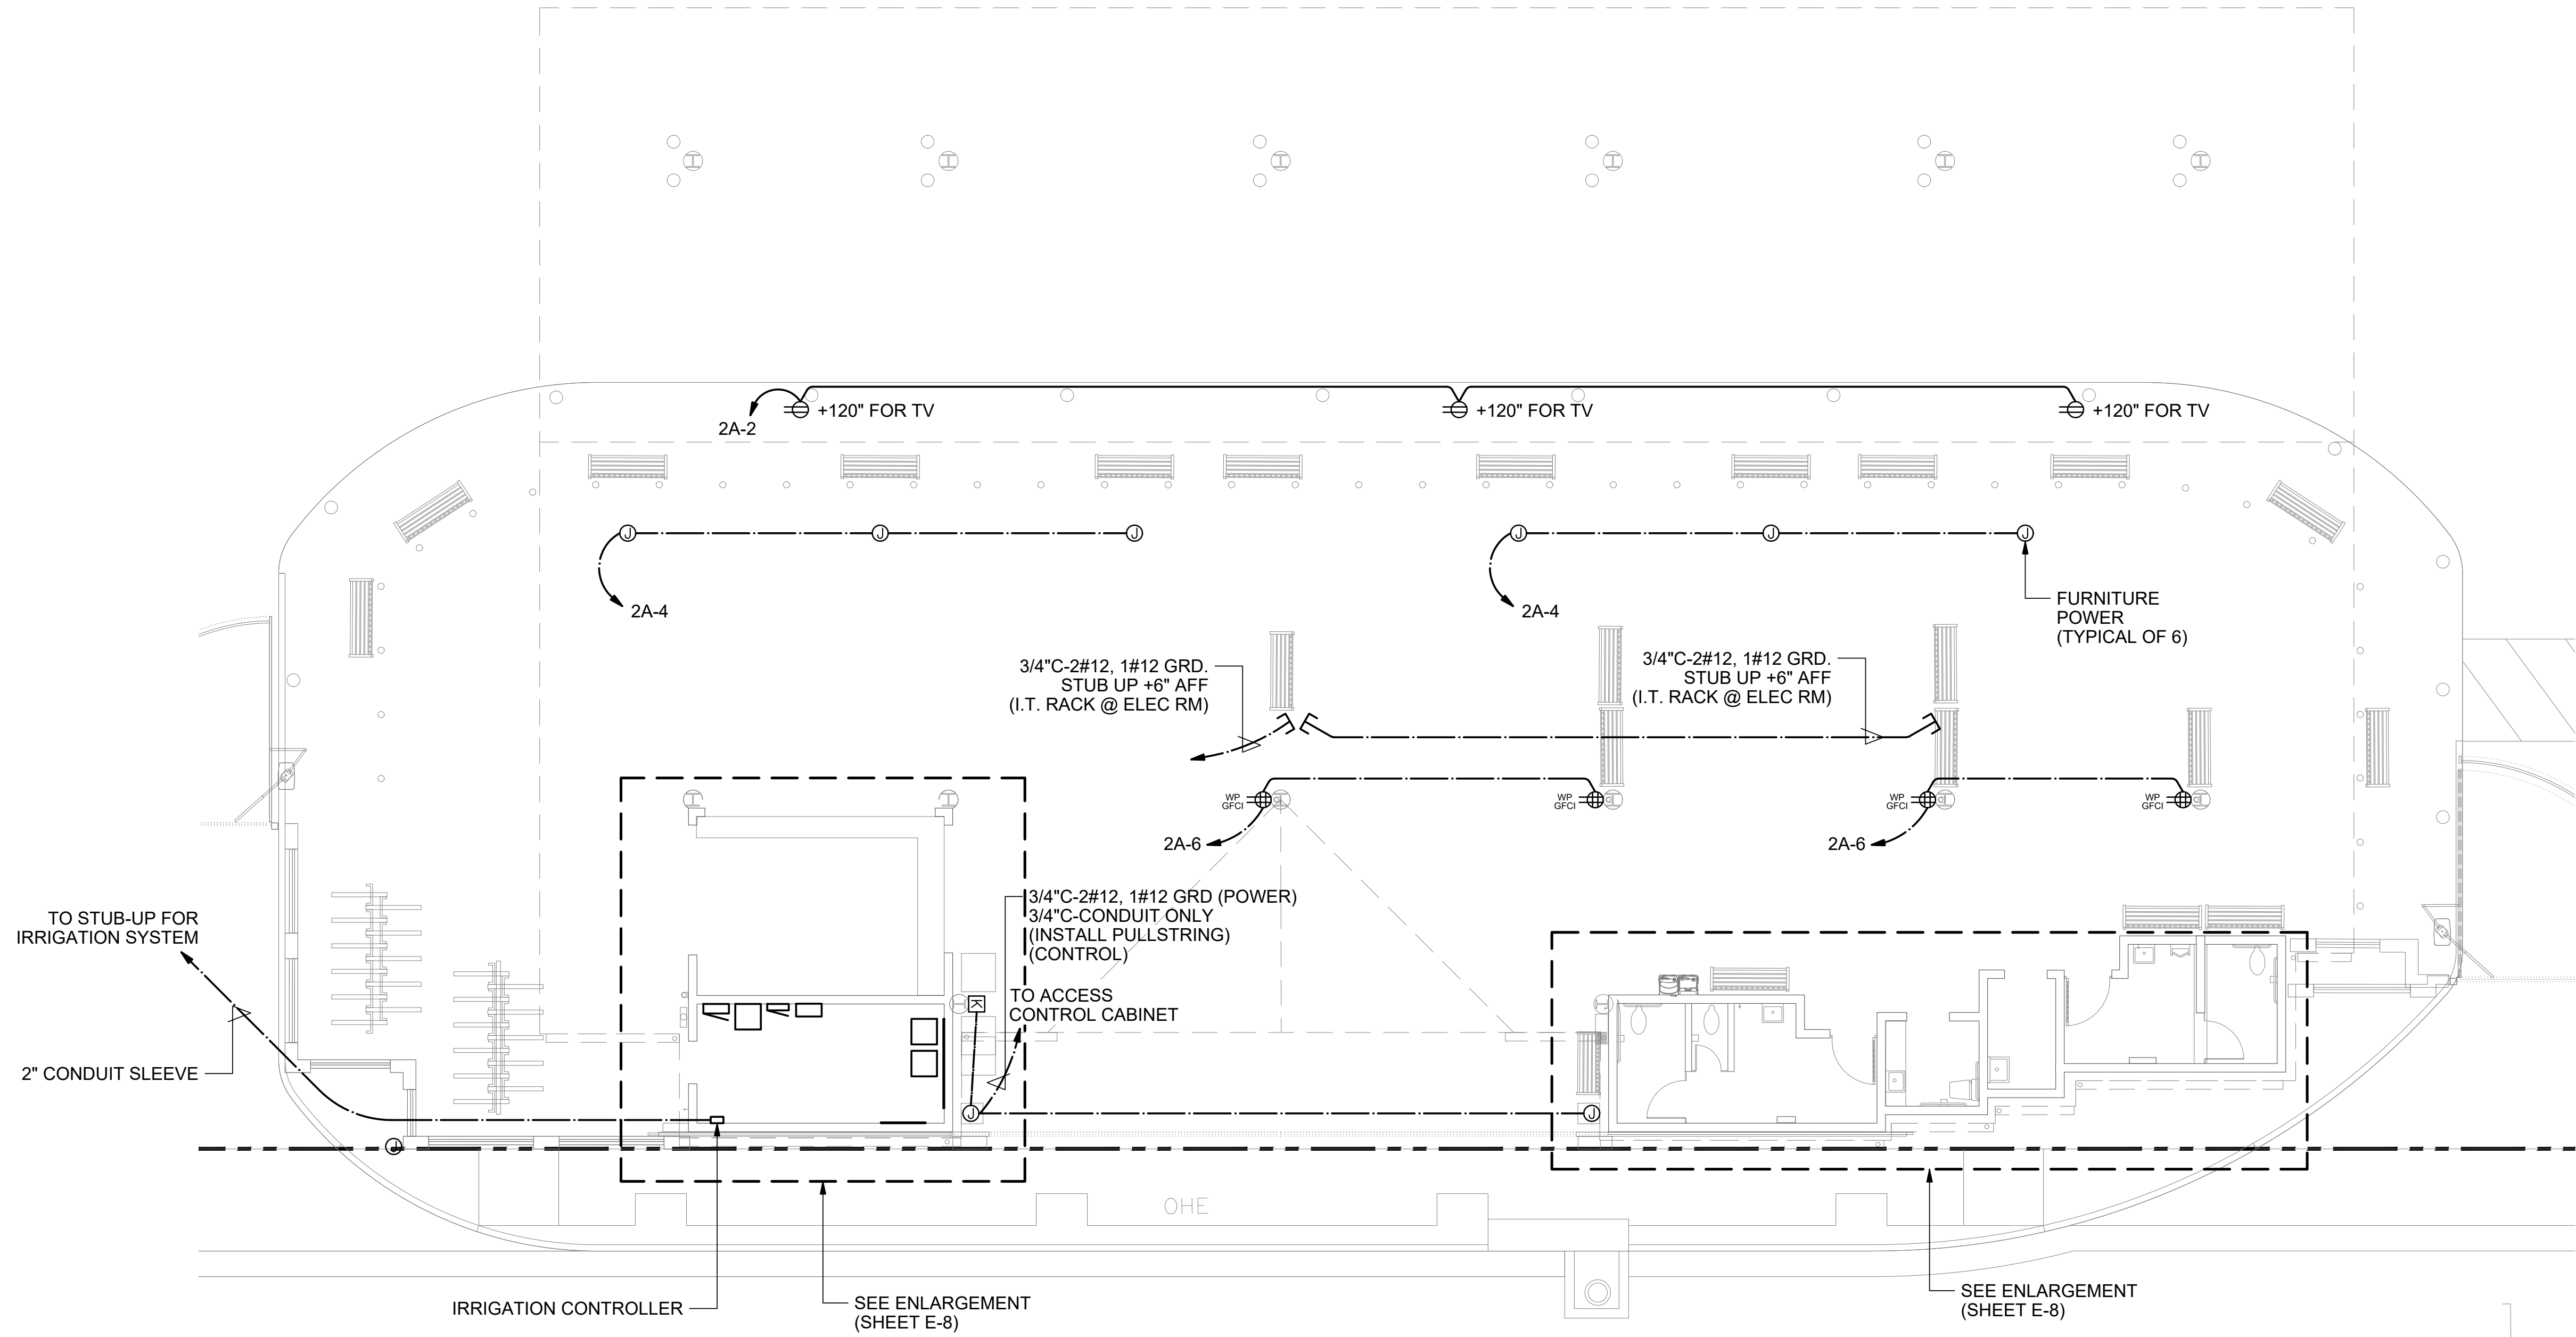 +120" FOR TV
+120" FOR TV
+120" FOR TV
2A-2
J
J
J
J
J
J
2A-4
2A-4
FURNITURE
POWER
(TYPICAL OF 6)
3/4"C-2#12, 1#12 GRD.
STUB UP +6" AFF
(I.T. RACK @ ELEC RM)
3/4"C-2#12, 1#12 GRD.
STUB UP +6" AFF
(I.T. RACK @ ELEC RM)
WP
GFCI
WP
GFCI
WP
GFCI
WP
GFCI
2A-6
2A-6
3/4"C-2#12, 1#12 GRD (POWER)
3/4"C-CONDUIT ONLY
(INSTALL PULLSTRING)
(CONTROL)
TO STUB-UP FOR
IRRIGATION SYSTEM
K
TO ACCESS
CONTROL CABINET
2" CONDUIT SLEEVE
J
J
J
OHE
IRRIGATION CONTROLLER
SEE ENLARGEMENT
(SHEET E-8)
SEE ENLARGEMENT
(SHEET E-8)